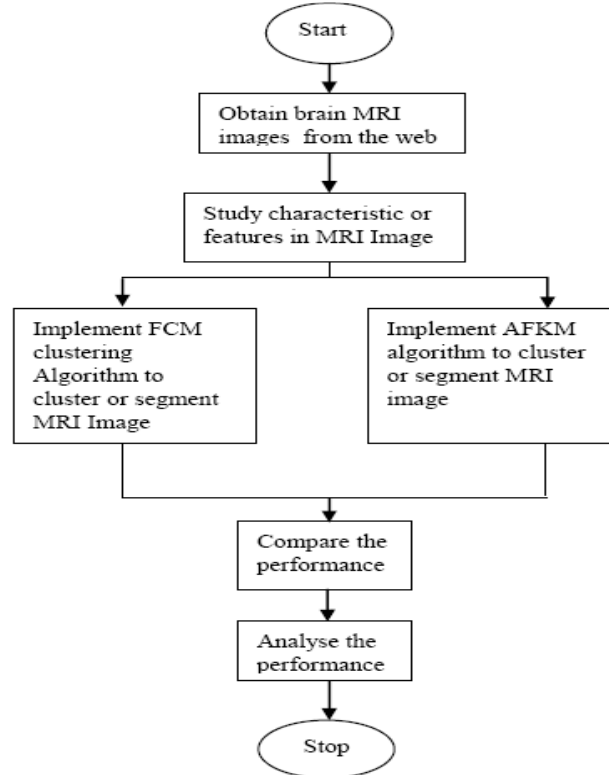 Start
Obtain brain MRI
images from the web
Study characteristic or
features in MRI Image
Implement FCM
clustering
Algorithm to
cluster or segment
MRI Image
Implement AFKM
algorithm to cluster
or segment MRI
image
Compare the
performance
Analyse the
performance
Stop